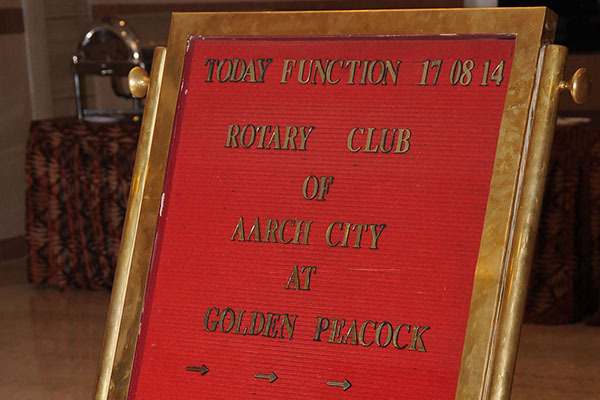 TODAY FUNCTION 17 08 14
ROTARY CLUB
OF
AARCH CITY
AT
GOLDEN PEACOCK
→ → →